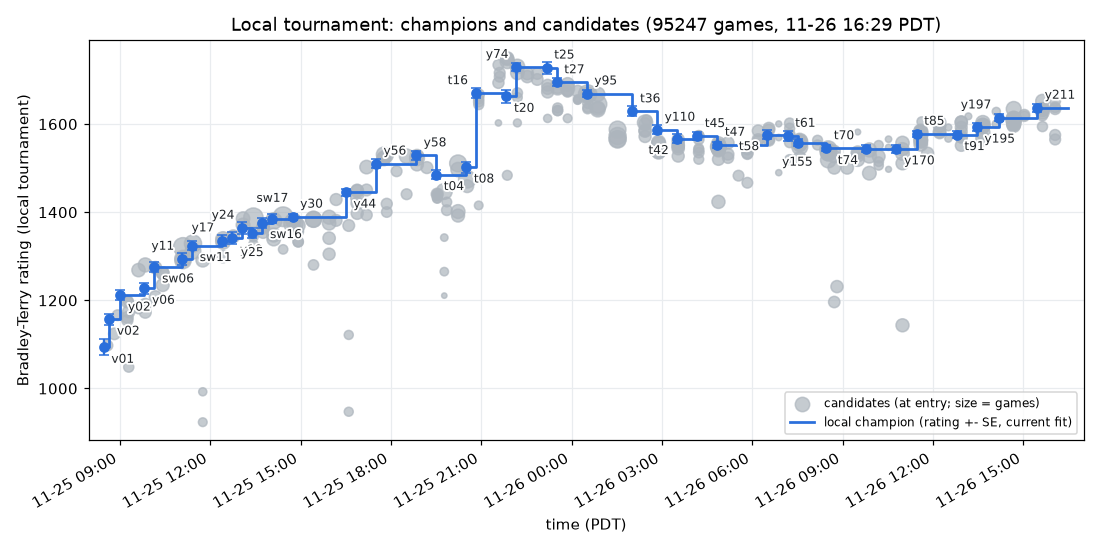 Local tournament: champions and candidates (95247 games, 11-26 16:29 PDT)
Bradley-Terry rating (local tournament)
1600
1400
1200
1000
v01
v02
y02
y06
y11
sw06
y17
sw11
y24
y25
sw17
sw16
y30
y44
y56
y58
t04
t08
t16
t20
y74
t25
t27
y95
t36
t42
y110
t45
t47
t58
t61
y155
t70
t74
y170
t85
t91
y197
y195
y211
candidates (at entry; size = games)
local champion (rating +- SE, current fit)
11-25 09:00
11-25 12:00
11-25 15:00
11-25 18:00
11-25 21:00
11-26 00:00
11-26 03:00
11-26 06:00
11-26 09:00
11-26 12:00
11-26 15:00
time (PDT)